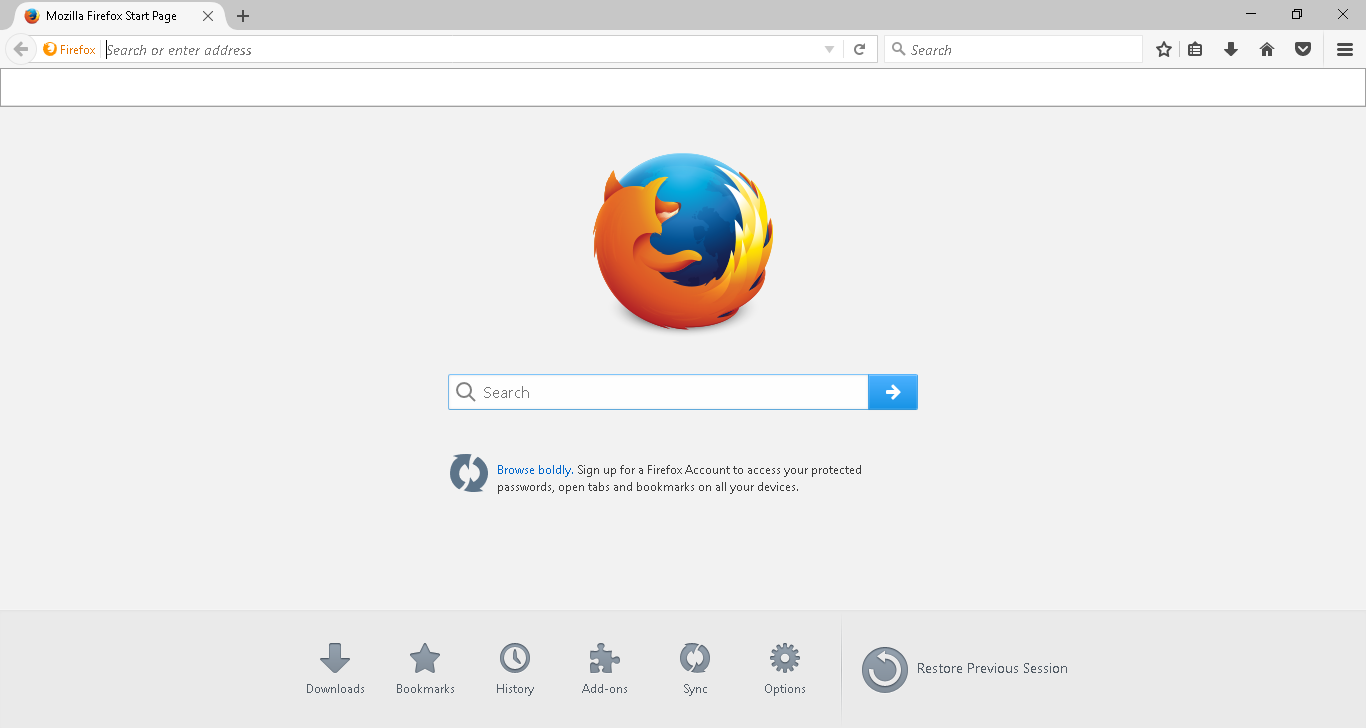 Mozilla Firefox Start Page
Firefox Search or enter address Search
Search
Browse boldly. Sign up for a Firefox Account to access your protected
passwords, open tabs and bookmarks on all your devices.
Downloads Bookmarks History Add-ons Sync Options Restore Previous Session